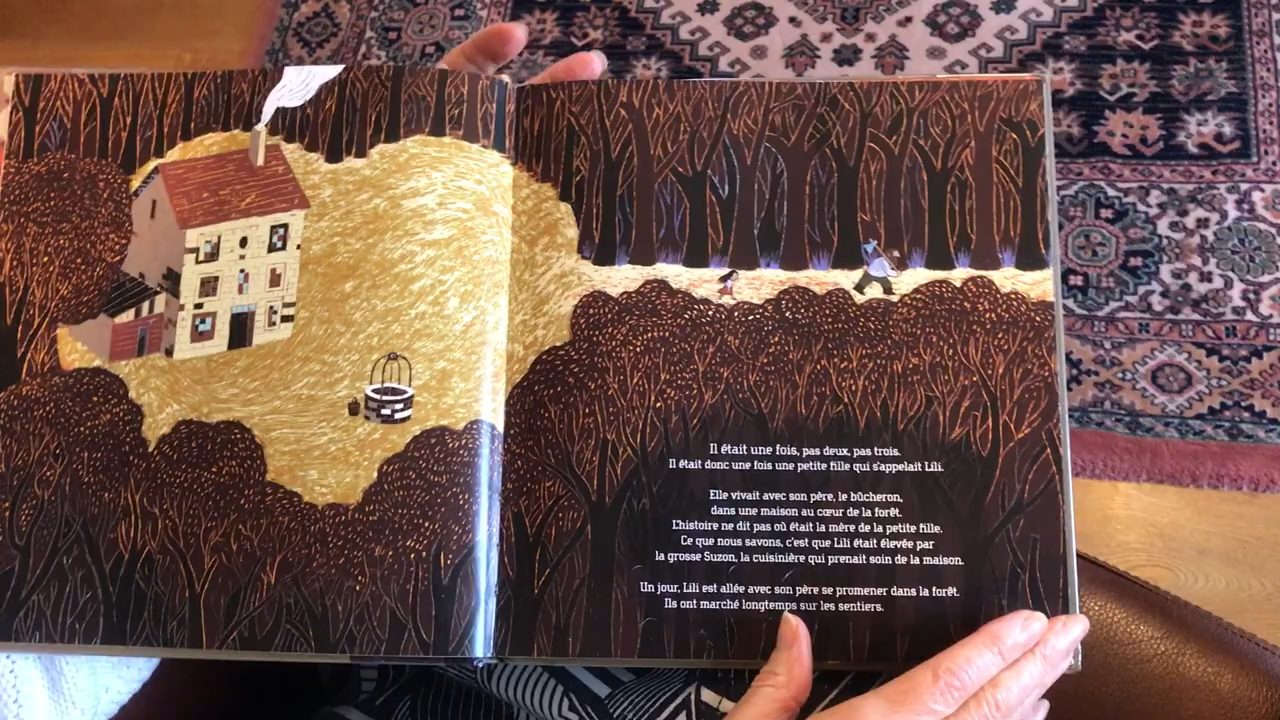 Il était une fois, pas deux, pas trois.
Il était donc une fois une petite fille qui s'appelait Lili.
Elle vivait avec son père, le bûcheron,
dans une maison au cœur de la forêt.
L'histoire ne dit pas où était la mère de la petite fille.
Ce que nous savons, c'est que Lili était élevée par
la grosse Suzon, la cuisinière qui prenait soin de la maison.
Un jour, Lili est allée avec son père se promener dans la forêt.
Ils ont marché longtemps sur les sentiers.